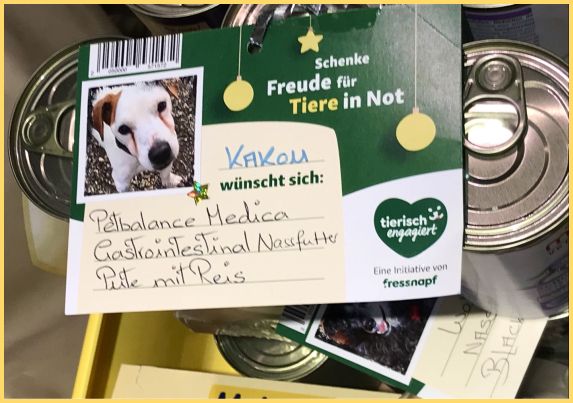 Schenke
Freude für
Tiere in Not
KAKOU
wünscht sich:
Petbalance Medica
Gastrointestinal Nassfutter
Pute mit Reis
tierisch
engagiert
Eine Initiative von
fressnapf